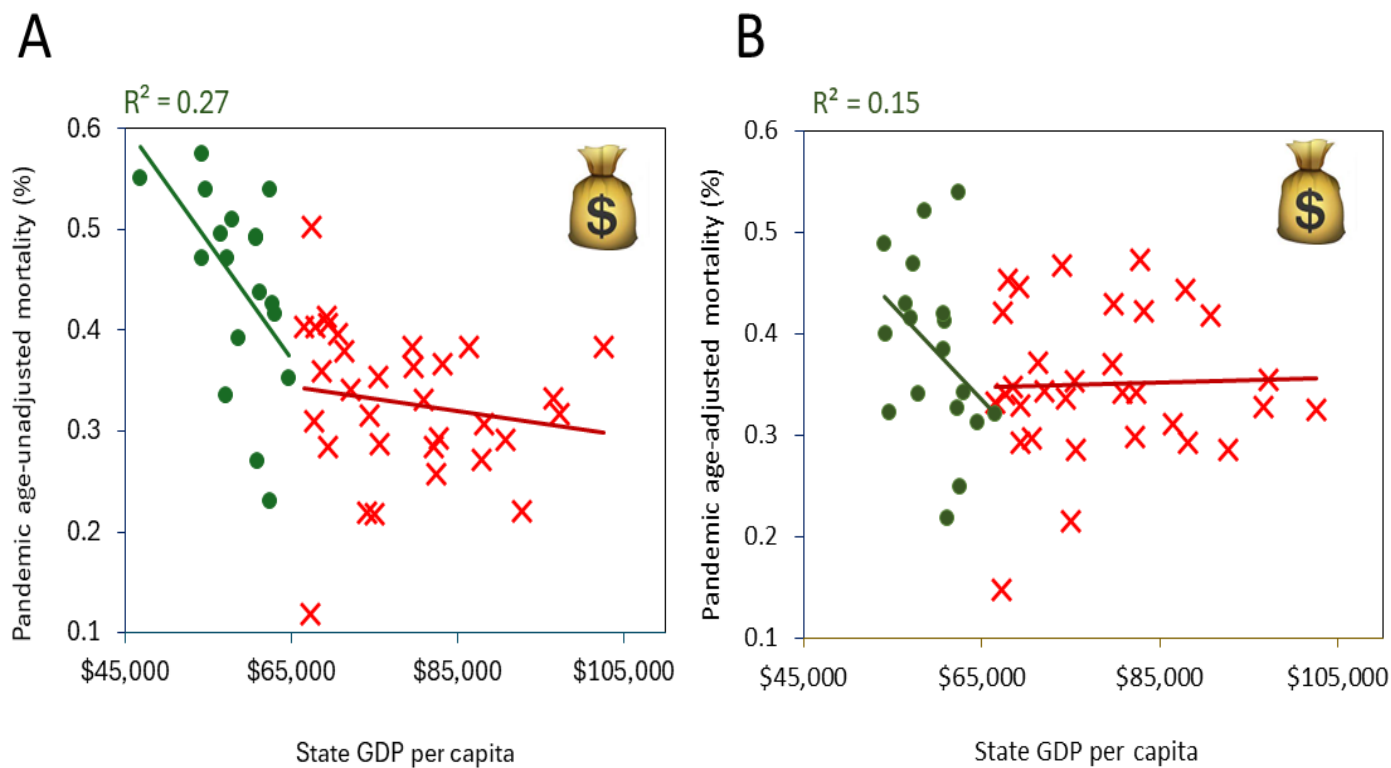 A
R² = 0.27
Pandemic age-unadjusted mortality (%)
0.6
0.5
0.4
0.3
0.2
0.1
$
$45,000
$65,000
$85,000
$105,000
State GDP per capita
B
R² = 0.15
Pandemic age-adjusted mortality (%)
0.6
0.5
0.4
0.3
0.2
0.1
$
$45,000
$65,000
$85,000
$105,000
State GDP per capita